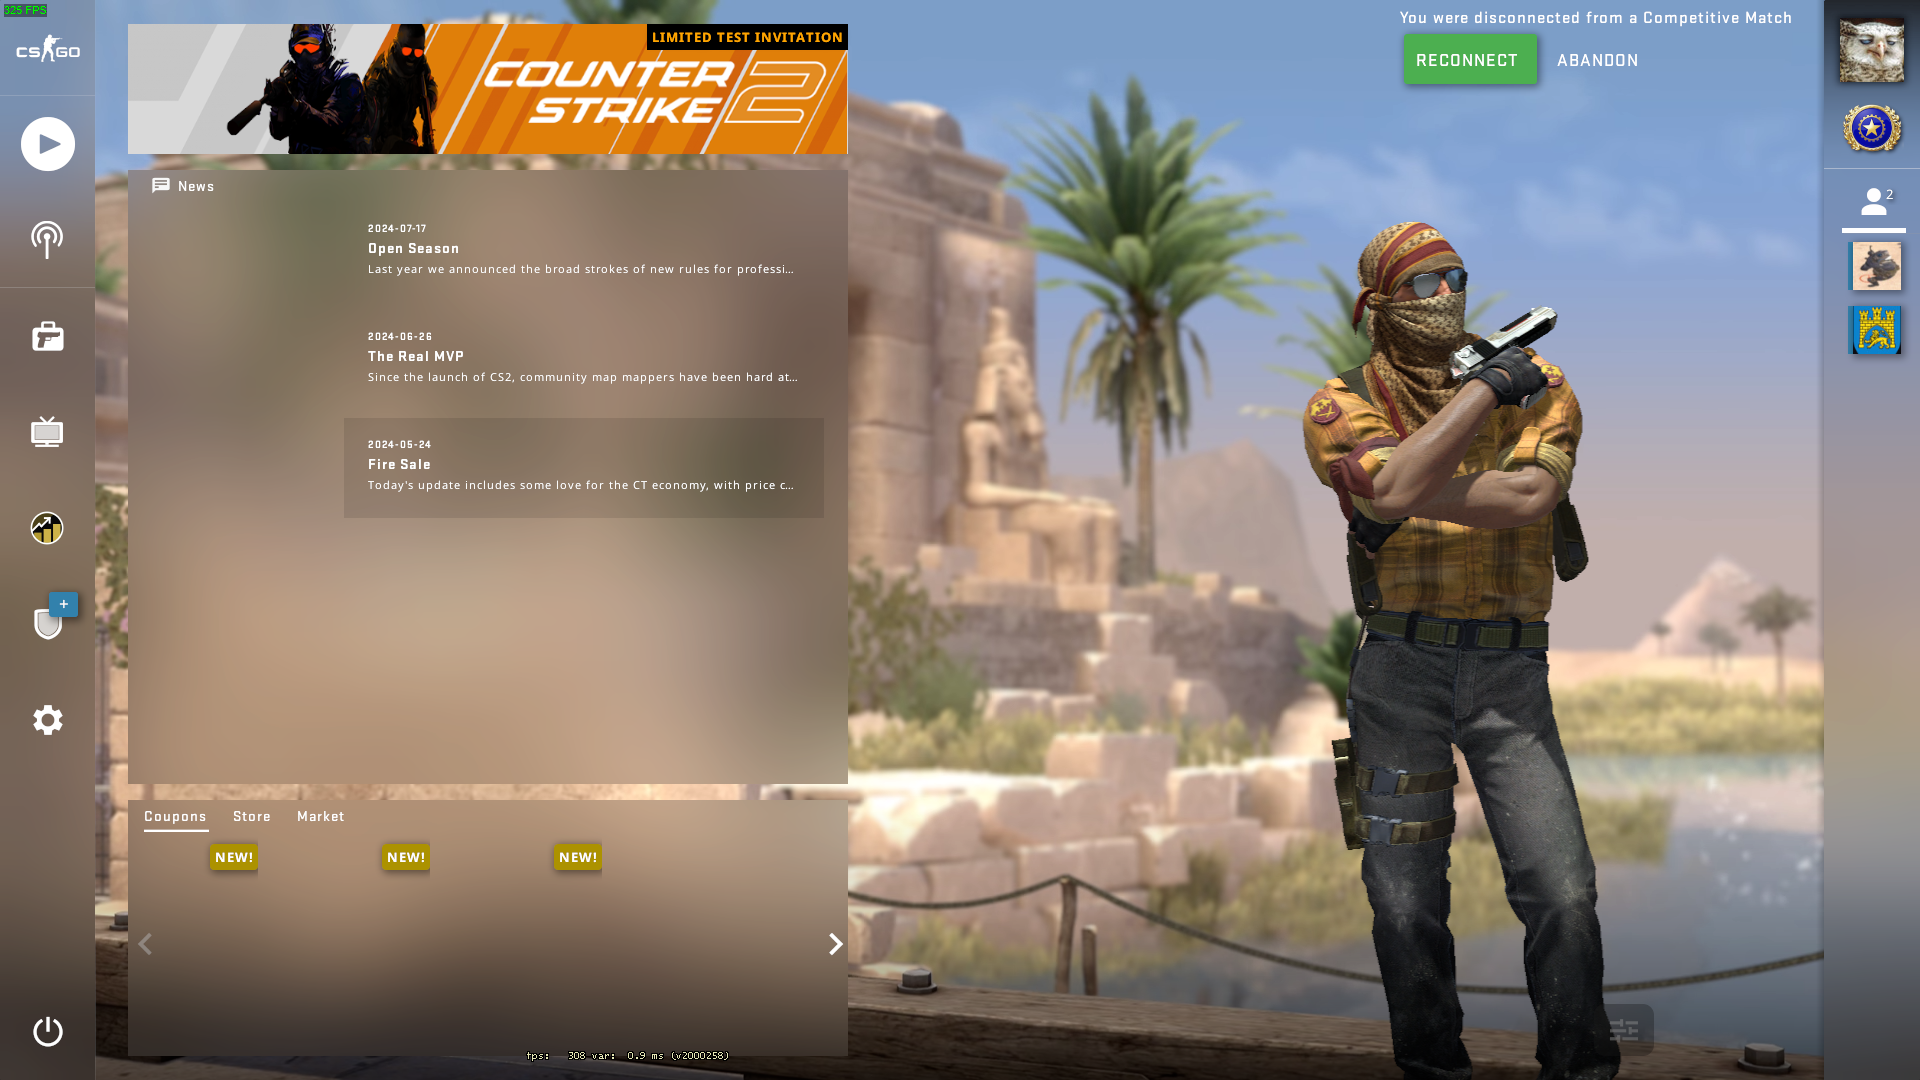 325 FPS
CS GO
LIMITED TEST INVITATION
COUNTER
STRIKE 2
You were disconnected from a Competitive Match
RECONNECT
ABANDON
2
News
2024-07-17
Open Season
Last year we announced the broad strokes of new rules for professi...
2024-06-26
The Real MVP
Since the launch of CS2, community map mappers have been hard at...
2024-05-24
Fire Sale
Today's update includes some love for the CT economy, with price c...
+
Coupons
Store
Market
NEW!
NEW!
NEW!
fps: 308 var: 0.9 ms (v2000258)